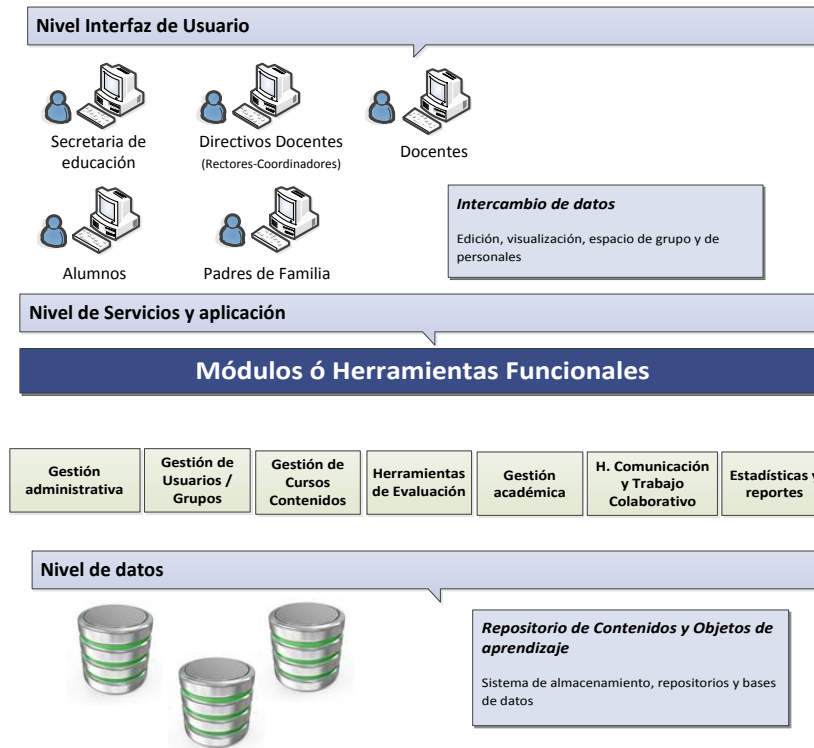 Nivel Interfaz de Usuario
Secretaria de
educación
Directivos Docentes
(Rectores-Coordinadores)
Docentes
Alumnos
Padres de Familia
Intercambio de datos
Edición, visualización, espacio de grupo y de
personales
Nivel de Servicios y aplicación
Módulos ó Herramientas Funcionales
Gestión
administrativa
Gestión de
Usuarios /
Grupos
Gestión de
Cursos
Contenidos
Herramientas
de Evaluación
Gestión
académica
H. Comunicación
y Trabajo
Colaborativo
Estadísticas y
reportes
Nivel de datos
Repositorio de Contenidos y Objetos de
aprendizaje
Sistema de almacenamiento, repositorios y bases
de datos